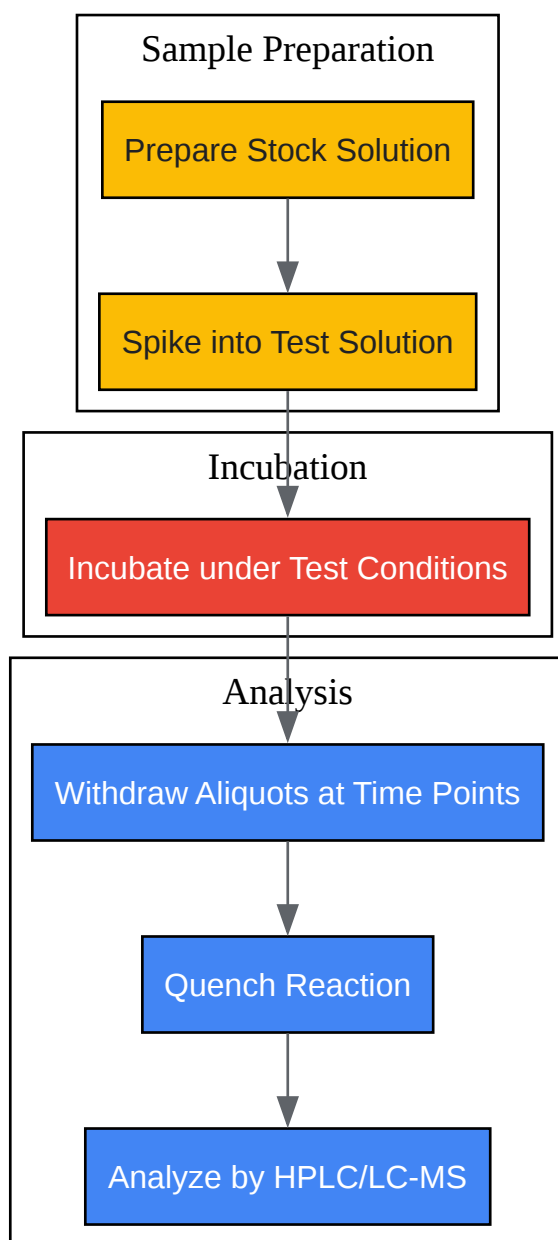 Sample Preparation
Prepare Stock Solution
Spike into Test Solution
Incubation
Incubate under Test Conditions
Analysis
Withdraw Aliquots at Time Points
Quench Reaction
Analyze by HPLC/LC-MS